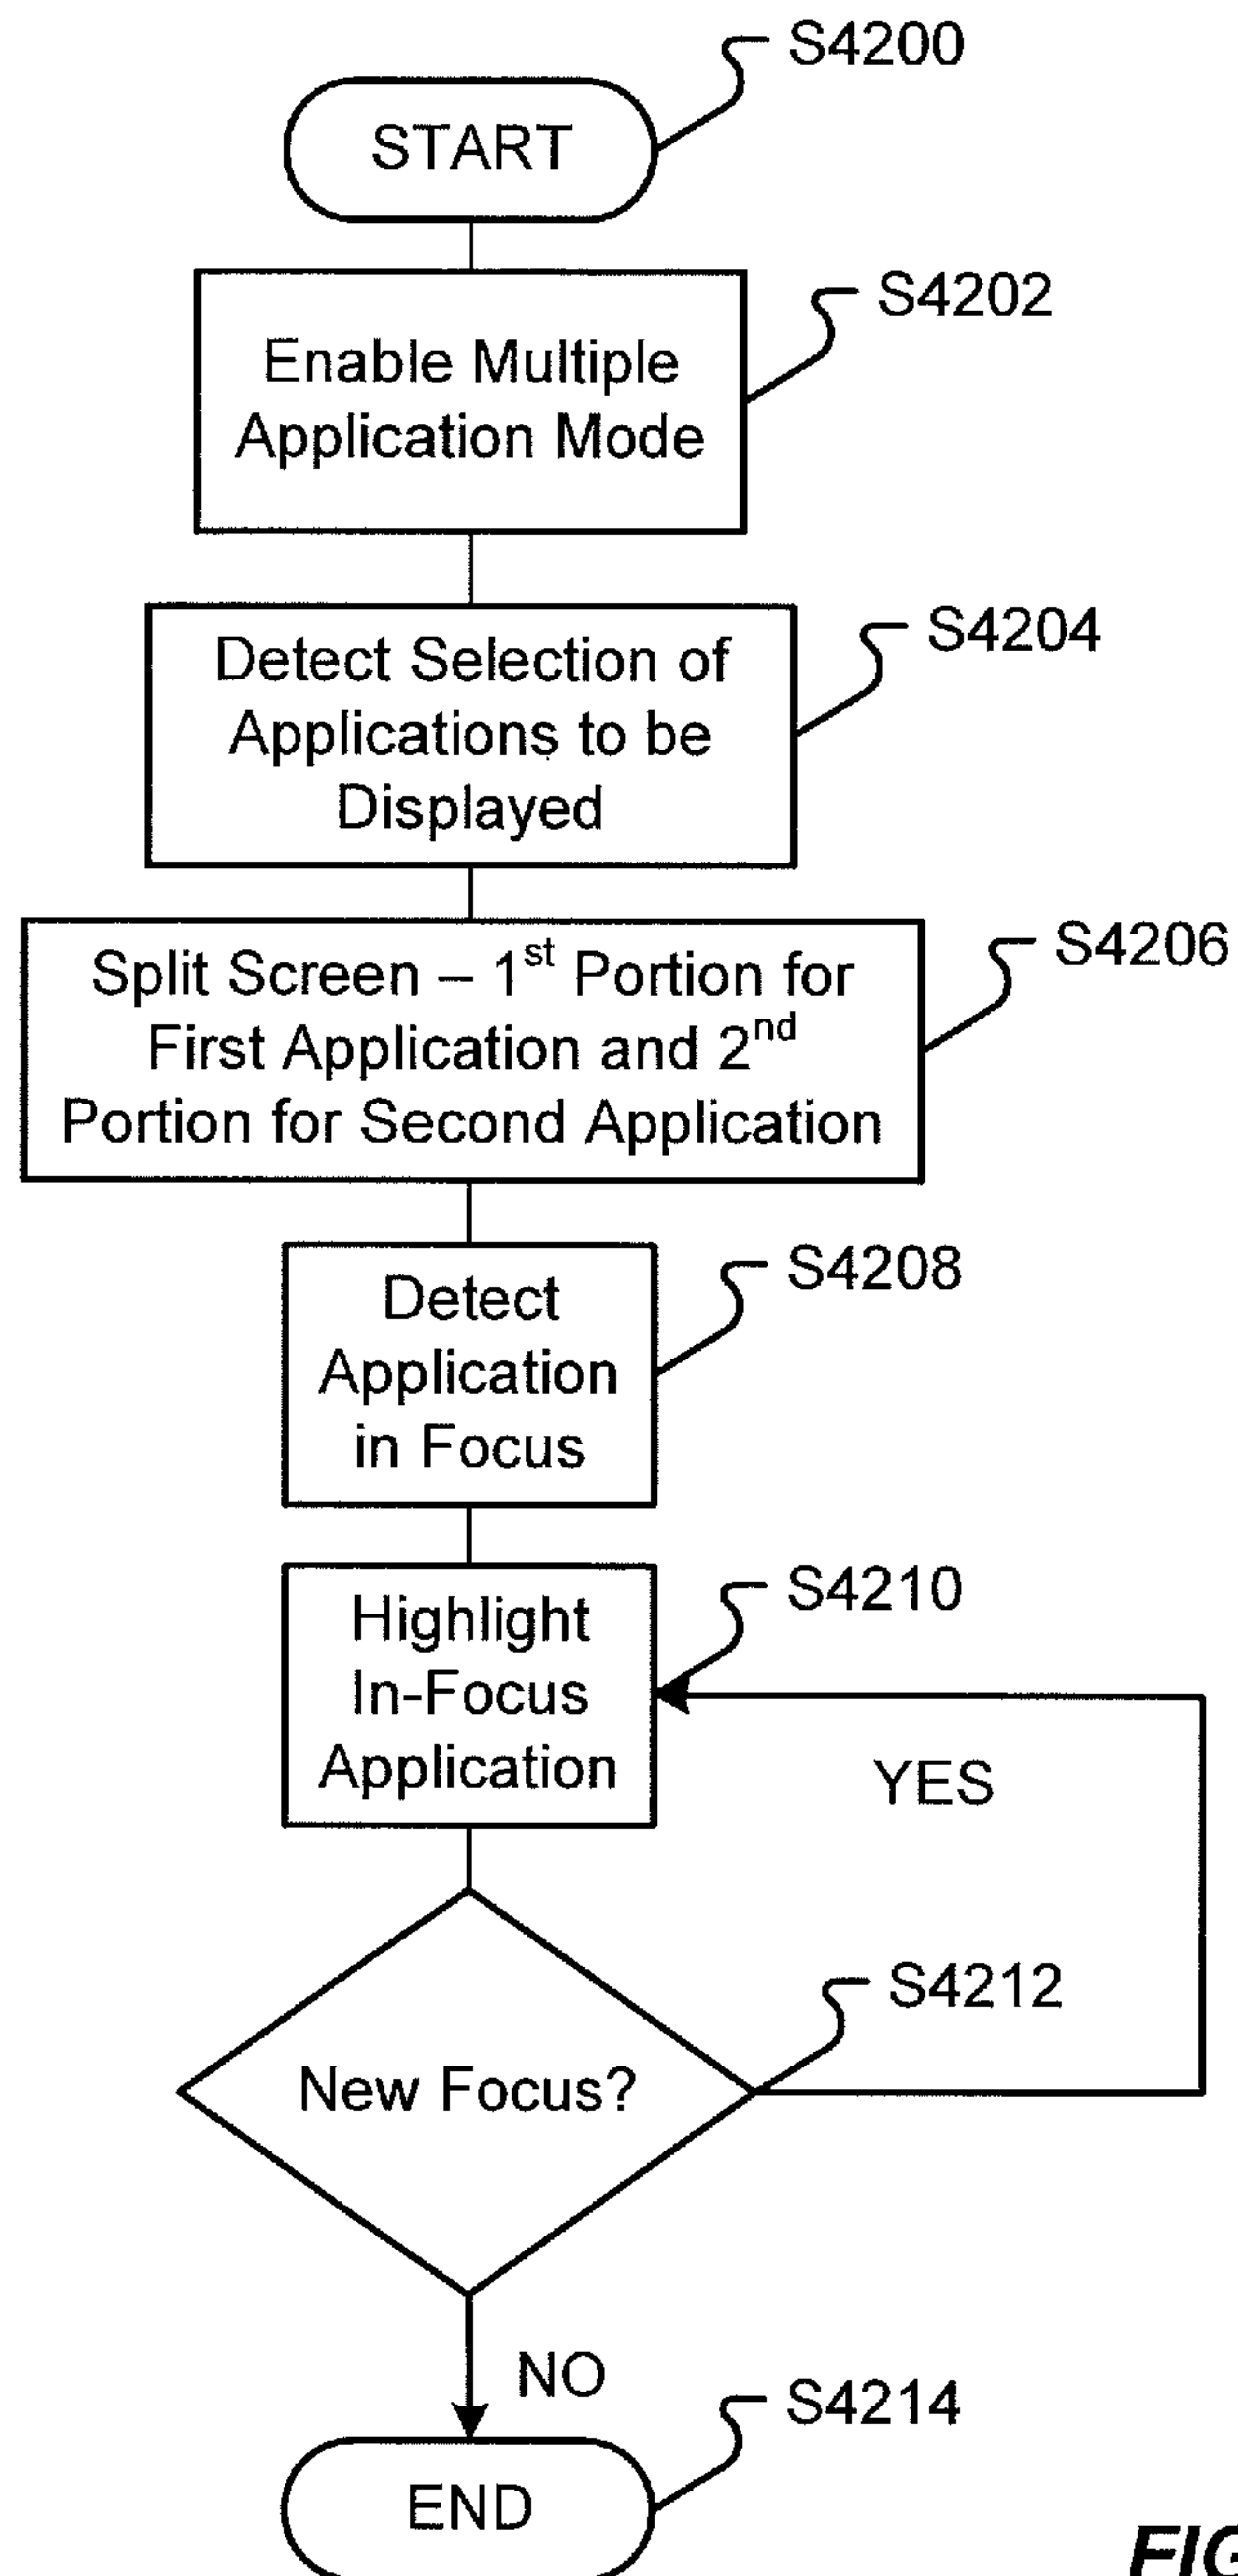 S4200
START
S4202
Enable Multiple
Application Mode
S4204
Detect Selection of
Applications to be
Displayed
S4206
Split Screen – 1st Portion for
First Application and 2nd
Portion for Second Application
S4208
Detect
Application
in Focus
S4210
Highlight
In-Focus
Application
YES
S4212
New Focus?
NO
S4214
END
FIG